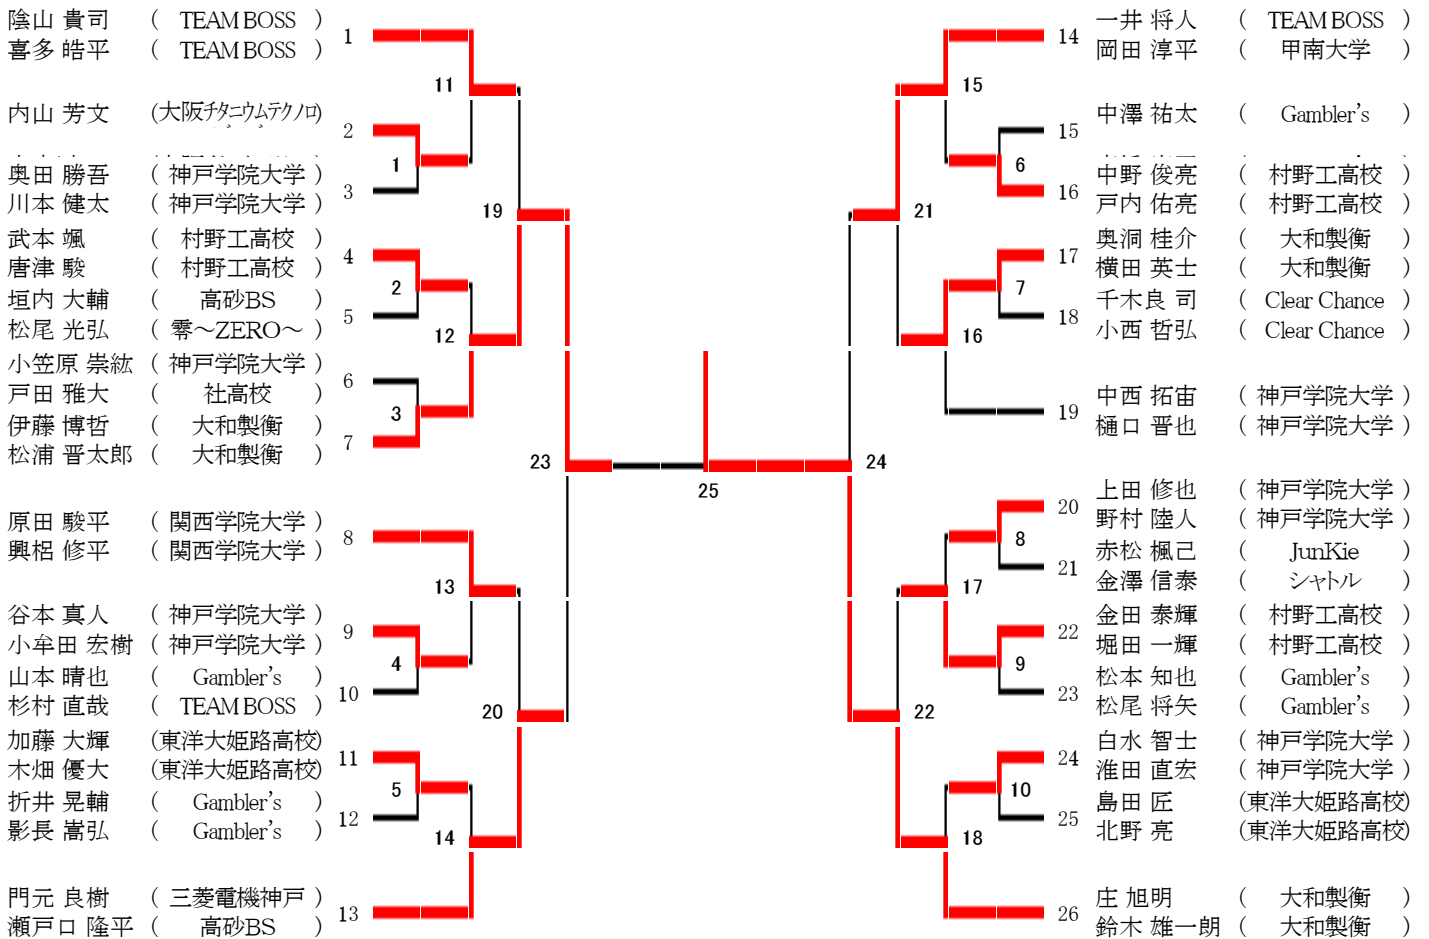 陰山 貴司 ( TEAM BOSS )
喜多 皓平 ( TEAM BOSS )
1
内山 芳文 (大阪チタニウムテクノロ)
2
奥田 勝吾 ( 神戸学院大学 )
川本 健太 ( 神戸学院大学 )
3
武本 颯 ( 村野工高校 )
唐津 駿 ( 村野工高校 )
4
垣内 大輔 ( 高砂BS )
松尾 光弘 ( 零～ZERO～ )
5
小笠原 崇紘 ( 神戸学院大学 )
戸田 雅大 ( 社高校 )
6
伊藤 博哲 ( 大和製衡 )
松浦 晋太郎 ( 大和製衡 )
7
原田 駿平 ( 関西学院大学 )
興梠 修平 ( 関西学院大学 )
8
谷本 真人 ( 神戸学院大学 )
小牟田 宏樹 ( 神戸学院大学 )
9
山本 晴也 ( Gambler's )
杉村 直哉 ( TEAM BOSS )
10
加藤 大輝 (東洋大姫路高校)
木畑 優大 (東洋大姫路高校)
11
折井 晃輔 ( Gambler's )
影長 嵩弘 ( Gambler's )
12
門元 良樹 ( 三菱電機神戸 )
瀬戸口 隆平 ( 高砂BS )
13
11
1
19
2
12
3
23
13
4
20
5
14
25
15
6
21
7
16
24
8
17
9
22
10
18
14
一井 将人 ( TEAM BOSS )
岡田 淳平 ( 甲南大学 )
15
中澤 祐太 ( Gambler's )
16
中野 俊亮 ( 村野工高校 )
戸内 佑亮 ( 村野工高校 )
17
奥洞 桂介 ( 大和製衡 )
横田 英士 ( 大和製衡 )
18
千木良 司 ( Clear Chance )
小西 哲弘 ( Clear Chance )
19
中西 拓宙 ( 神戸学院大学 )
樋口 晋也 ( 神戸学院大学 )
20
上田 修也 ( 神戸学院大学 )
野村 陸人 ( 神戸学院大学 )
21
赤松 楓己 ( JunKie )
金澤 信泰 ( シャトル )
22
金田 泰輝 ( 村野工高校 )
堀田 一輝 ( 村野工高校 )
23
松本 知也 ( Gambler's )
松尾 将矢 ( Gambler's )
24
白水 智士 ( 神戸学院大学 )
淮田 直宏 ( 神戸学院大学 )
25
島田 匠 (東洋大姫路高校)
北野 亮 (東洋大姫路高校)
26
庄 旭明 ( 大和製衡 )
鈴木 雄一朗 ( 大和製衡 )